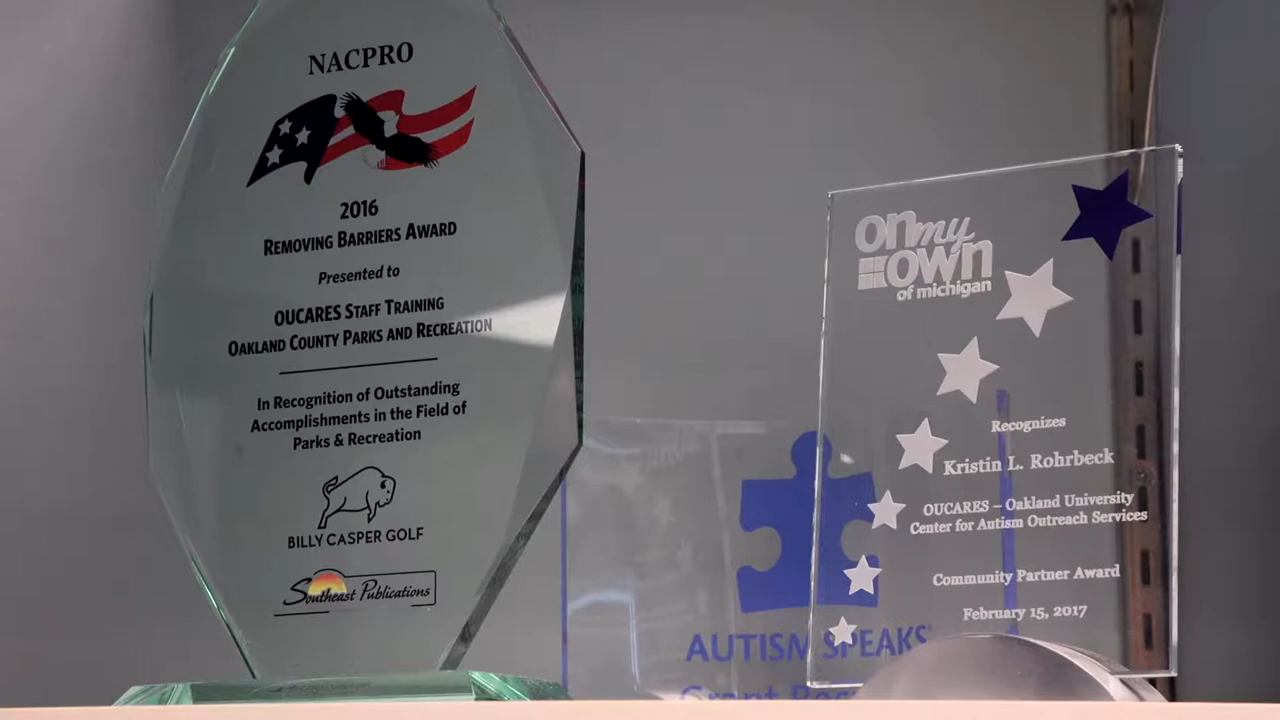 NACPRO
2016
REMOVING BARRIERS AWARD
Presented to
OUCARES STAFF TRAINING
OAKLAND COUNTY PARKS AND RECREATION
In Recognition of Outstanding
Accomplishments in the Field of
Parks & Recreation
BILLY CASPER GOLF
Southeast Publications
on my
own
of michigan
Recognizes
Kristin L. Rohrbeck
OUCARES – Oakland University
Center for Autism Outreach Services
Community Partner Award
February 15, 2017
AUTISM SPEAKS
Grant